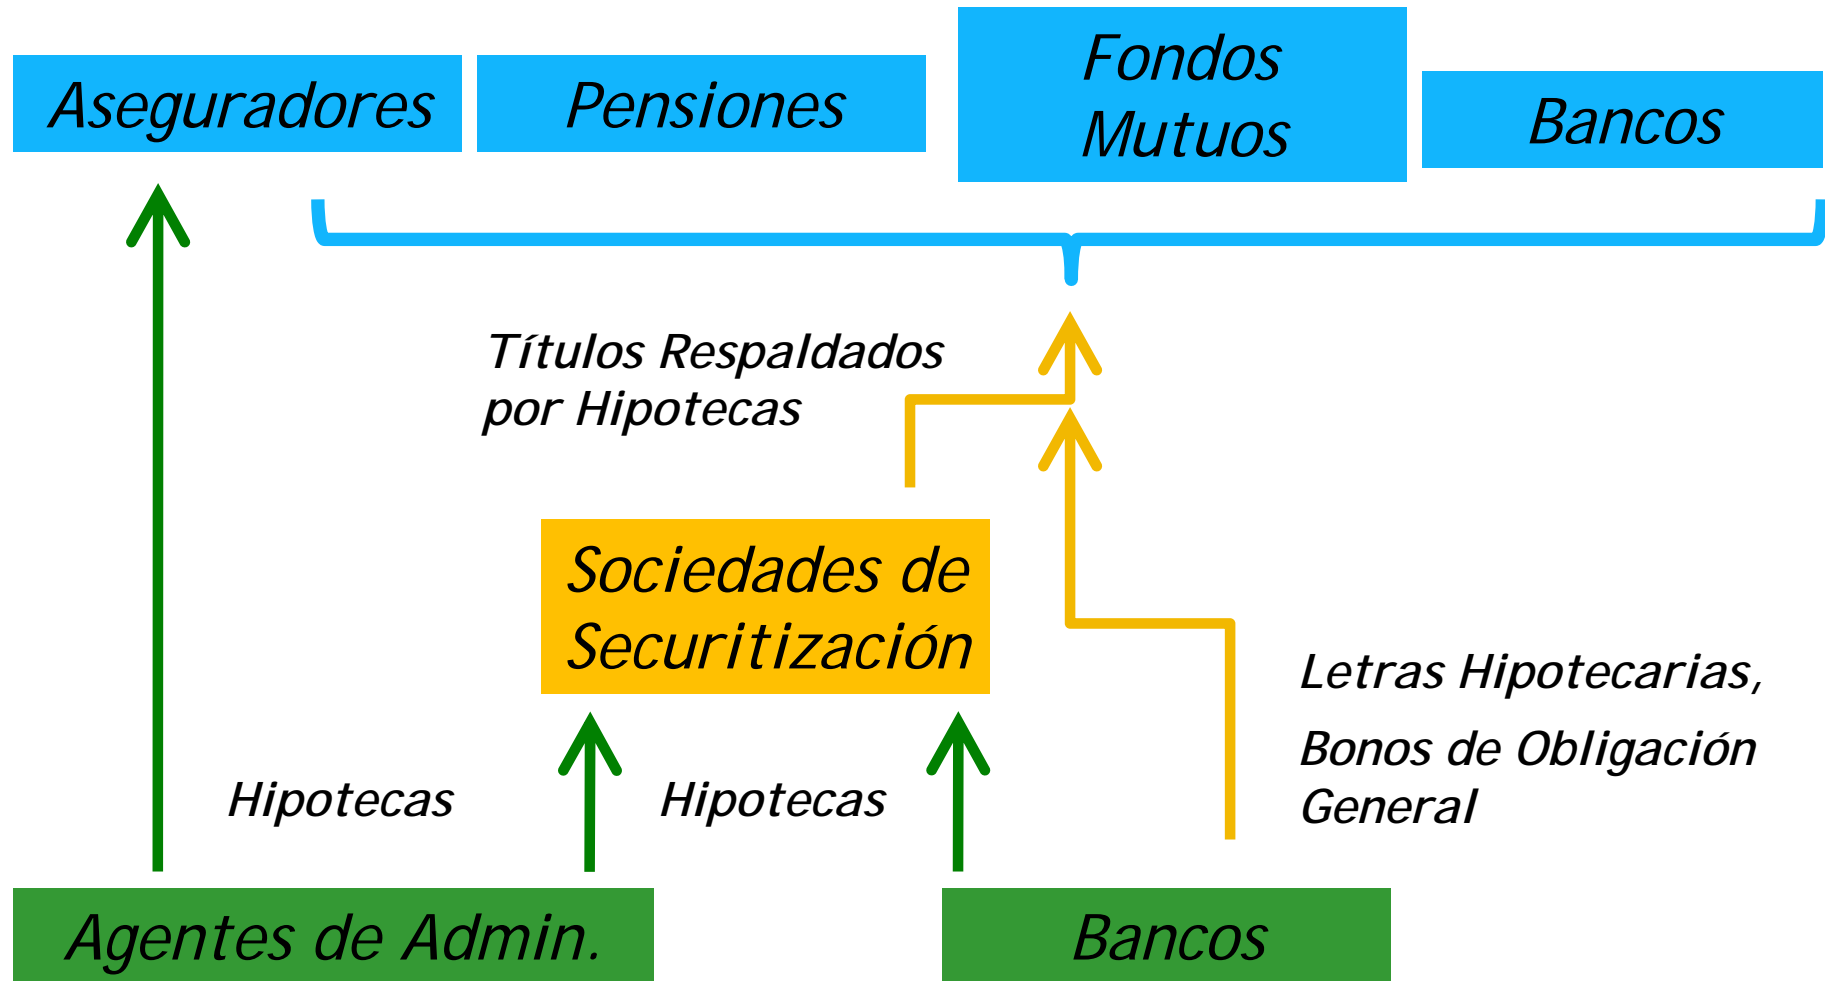 Aseguradores
Pensiones
Fondos
Mutuos
Bancos
Títulos Respaldados
por Hipotecas
Sociedades de
Securitización
Letras Hipotecarias,
Bonos de Obligación
General
Hipotecas
Hipotecas
Agentes de Admin.
Bancos